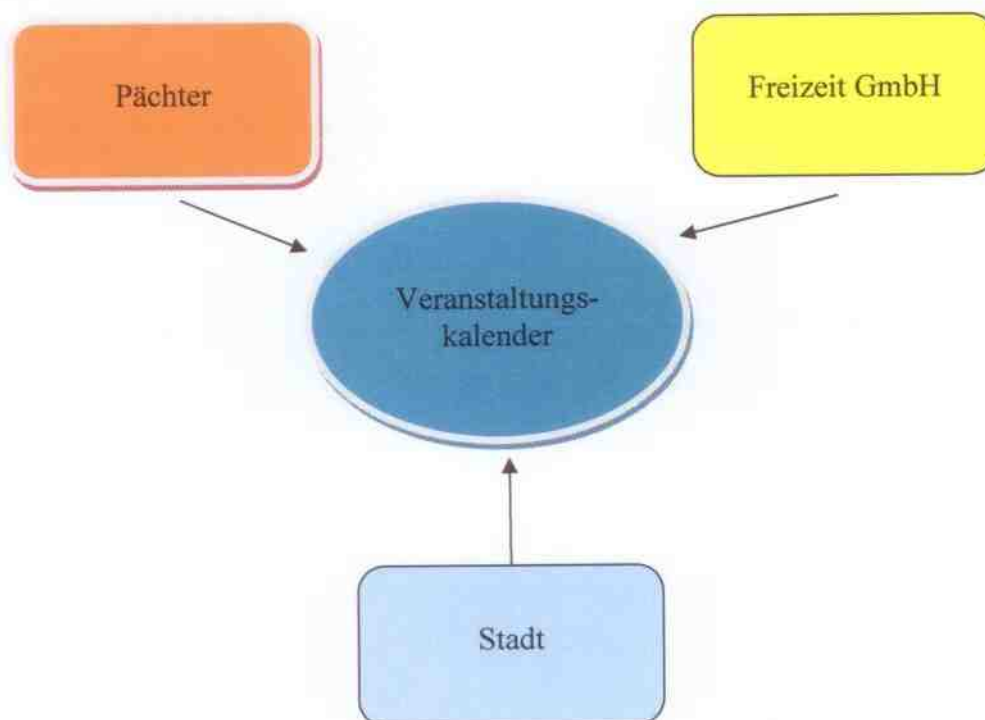 Pächter
Freizeit GmbH
Veranstaltungs-
kalender
Stadt